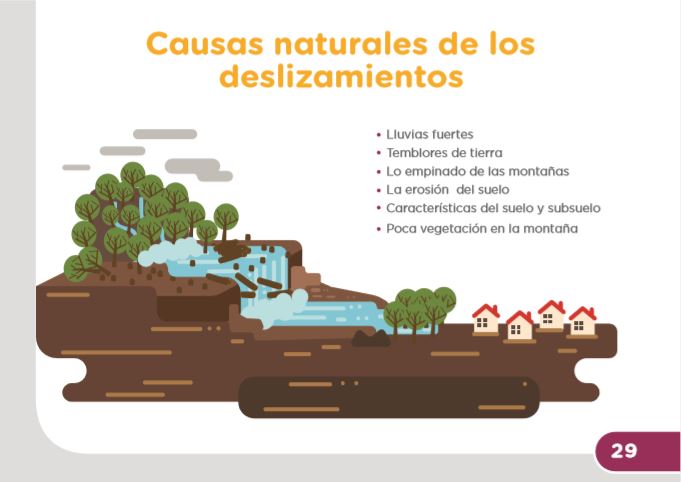 Causas naturales de los
deslizamientos
• Lluvias fuertes
• Temblores de tierra
• Lo empinado de las montañas
• La erosión  del suelo
• Características del suelo y subsuelo
• Poca vegetación en la montaña
29